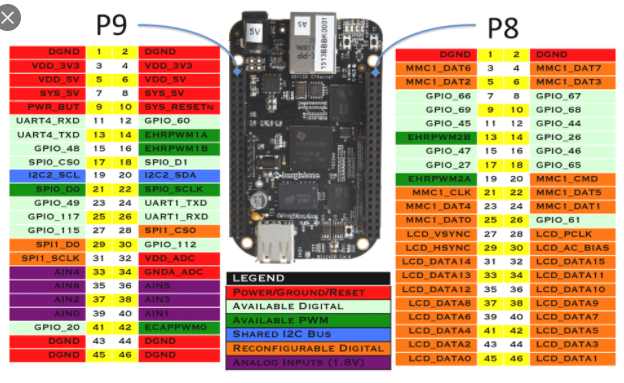 P9
P8
DGND 1 2 DGND
VDD_3V3 3 4 VDD_3V3
VDD_5V 5 6 VDD_5V
SYS_5V 7 8 SYS_5V
PWR_BUT 9 10 SYS_RESETN
UART4_RXD 11 12 GPIO_60
UART4_TXD 13 14 EHRPWM1A
GPIO_48 15 16 EHRPWM1B
SPI0_CS0 17 18 SPI0_D1
I2C2_SCL 19 20 I2C2_SDA
SPI0_D0 21 22 SPI0_SCLK
GPIO_49 23 24 UART1_TXD
GPIO_117 25 26 UART1_RXD
GPIO_115 27 28 SPI1_CS0
SPI1_D0 29 30 GPIO_112
SPI1_SCLK 31 32 VDD_ADC
AIN4 33 34 GNDA_ADC
AIN6 35 36 AIN5
AIN2 37 38 AIN3
AIN0 39 40 AIN1
GPIO_20 41 42 ECAPPWM0
DGND 43 44 DGND
DGND 45 46 DGND
5V
1513BBBK0001
LEGEND
POWER/GROUND/RESET
AVAILABLE DIGITAL
AVAILABLE PWM
SHARED I2C BUS
RECONFIGURABLE DIGITAL
ANALOG INPUTS (1.8V)
DGND 1 2 DGND
MMC1_DAT6 3 4 MMC1_DAT7
MMC1_DAT2 5 6 MMC1_DAT3
GPIO_66 7 8 GPIO_67
GPIO_69 9 10 GPIO_68
GPIO_45 11 12 GPIO_44
EHRPWM2B 13 14 GPIO_26
GPIO_47 15 16 GPIO_46
GPIO_27 17 18 GPIO_65
EHRPWM2A 19 20 MMC1_CMD
MMC1_CLK 21 22 MMC1_DAT5
MMC1_DAT4 23 24 MMC1_DAT1
MMC1_DAT0 25 26 GPIO_61
LCD_VSYNC 27 28 LCD_PCLK
LCD_HSYNC 29 30 LCD_AC_BIAS
LCD_DATA14 31 32 LCD_DATA15
LCD_DATA13 33 34 LCD_DATA11
LCD_DATA12 35 36 LCD_DATA10
LCD_DATA8 37 38 LCD_DATA9
LCD_DATA6 39 40 LCD_DATA7
LCD_DATA4 41 42 LCD_DATA5
LCD_DATA2 43 44 LCD_DATA3
LCD_DATA0 45 46 LCD_DATA1